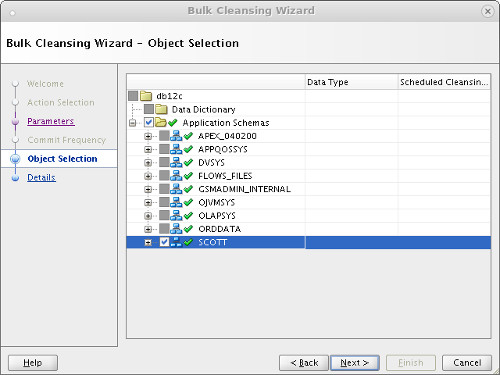 Bulk Cleansing Wizard
Bulk Cleansing Wizard - Object Selection
Welcome
Action Selection
Parameters
Commit Frequency
Object Selection
Details
Data Type Scheduled Cleansin...
db12c
Data Dictionary
Application Schemas
APEX_040200
APPQOSSYS
DVSYS
FLOWS_FILES
GSMADMIN_INTERNAL
OJVMSYS
OLAPSYS
ORDDATA
SCOTT
Help < Back Next > Finish Cancel